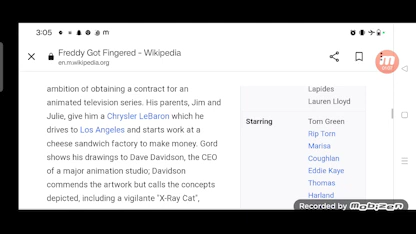 3:05
Freddy Got Fingered - Wikipedia
en.m.wikipedia.org
ambition of obtaining a contract for an
animated television series. His parents, Jim and
Julie, give him a Chrysler LeBaron which he
drives to Los Angeles and starts work at a
cheese sandwich factory to make money. Gord
shows his drawings to Dave Davidson, the CEO
of a major animation studio; Davidson
commends the artwork but calls the concepts
depicted, including a vigilante "X-Ray Cat",
Lapides
Lauren Lloyd
Starring
Tom Green
Rip Torn
Marisa
Coughlan
Eddie Kaye
Thomas
Harland
Recorded by
MOBIZEN